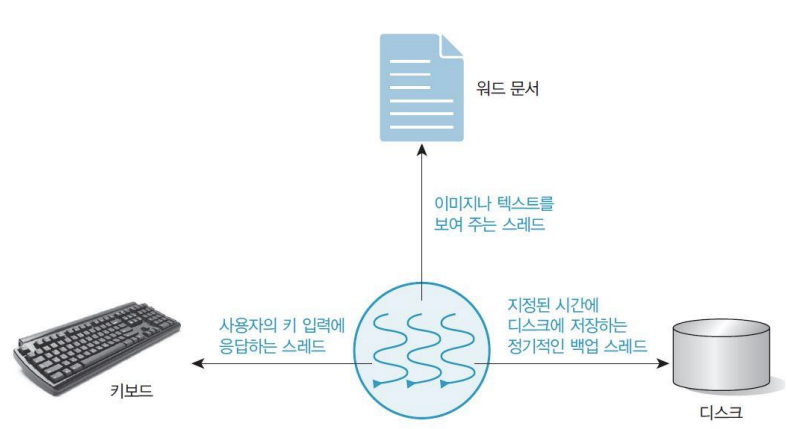 워드 문서
이미지나 텍스트를
보여 주는 스레드
사용자의 키 입력에
응답하는 스레드
지정된 시간에
디스크에 저장하는
정기적인 백업 스레드
키보드
디스크